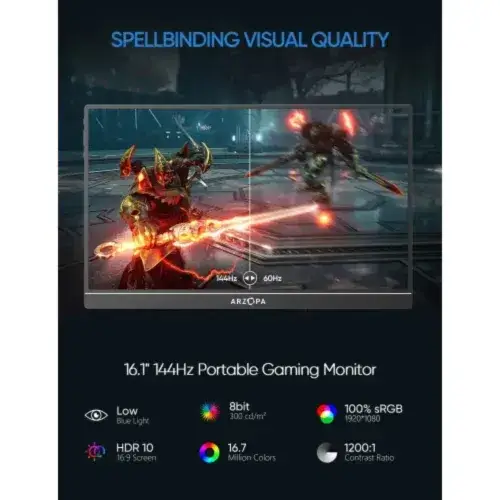 SPELLBINDING VISUAL QUALITY
144Hz 60Hz
ARZOPA
16.1" 144Hz Portable Gaming Monitor
Low
Blue Light
8bit
300 cd/m²
100% sRGB
1920*1080
HDR 10
16:9 Screen
16.7
Million Colors
1200:1
Contrast Ratio